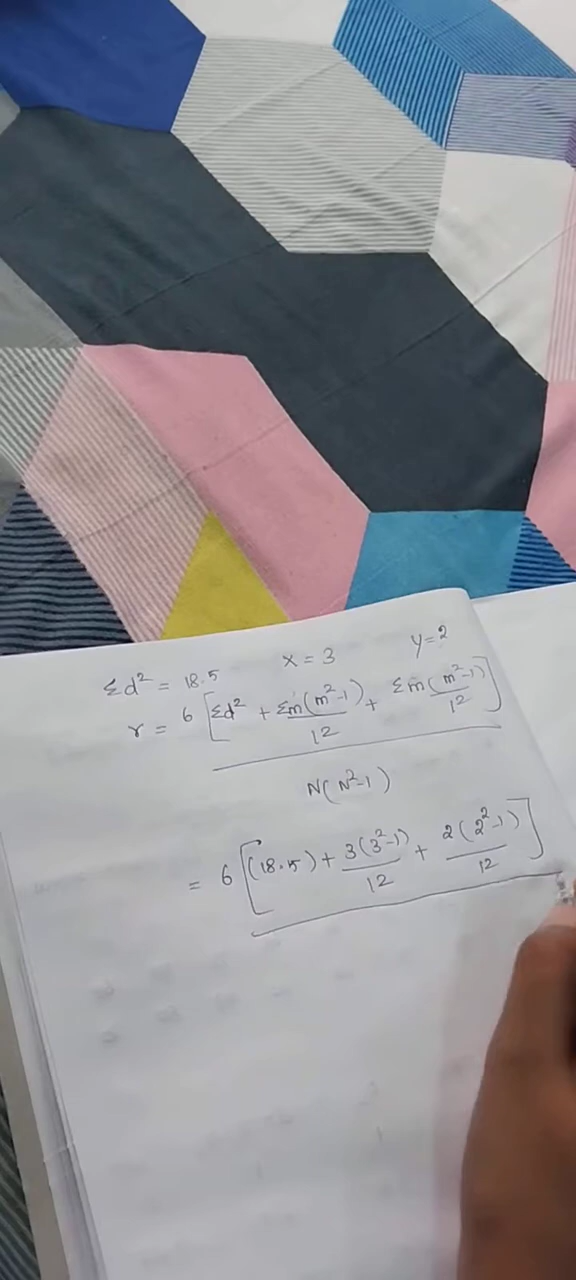 Σd² = 18.5 x = 3 y = 2
r = 6 [Σd² + Σm(m²-1)/12 + Σm(m²-1)/12]
N(N²-1)
= 6 [(18.5) + 3(3²-1)/12 + 2(2²-1)/12]